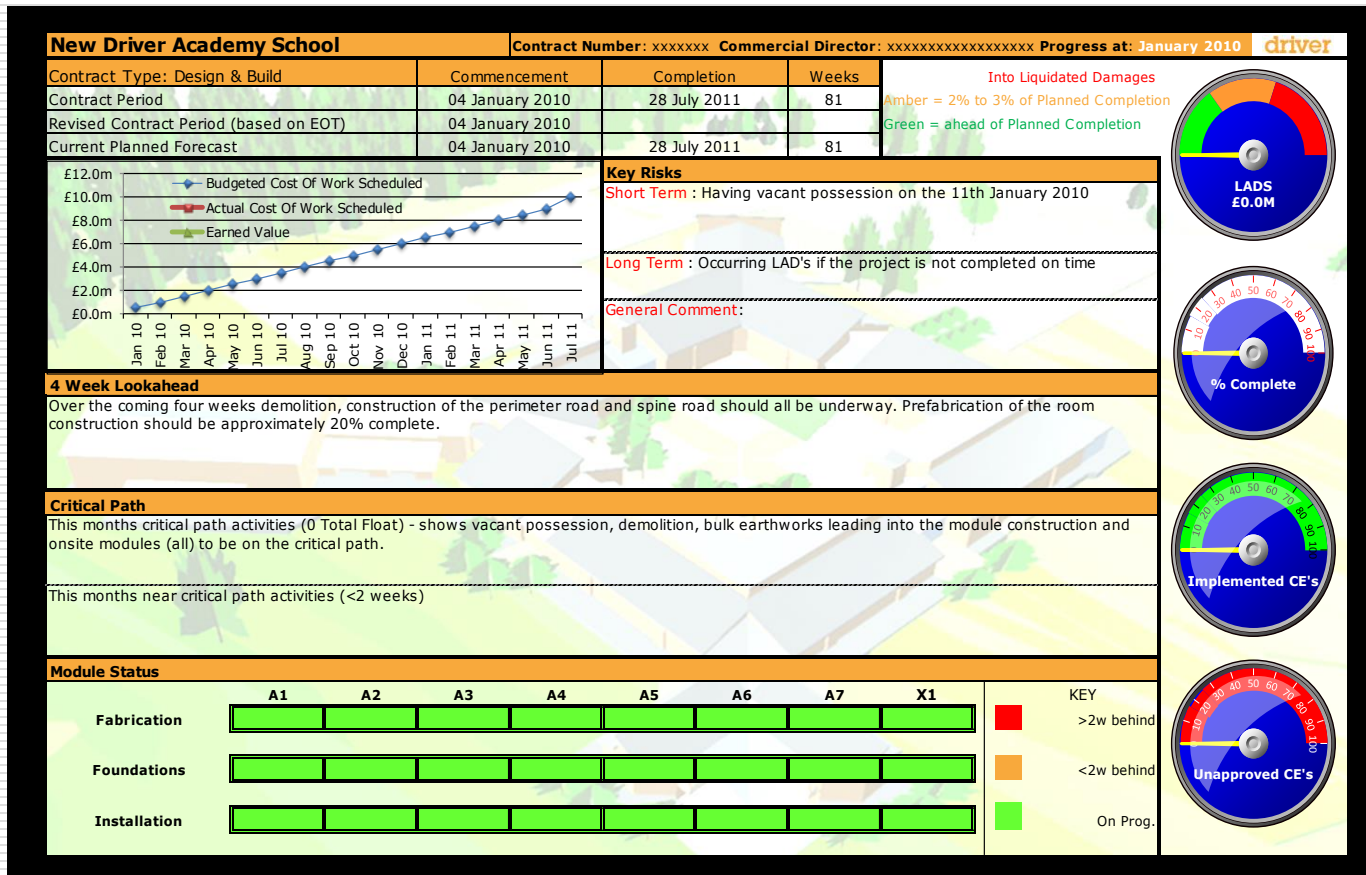 New Driver Academy School
Contract Number: xxxxxxx Commercial Director: xxxxxxxxxxxxxxxxxx Progress at: January 2010
driver
Contract Type: Design & Build Commencement Completion Weeks
Contract Period 04 January 2010 28 July 2011 81
Revised Contract Period (based on EOT) 04 January 2010
Current Planned Forecast 04 January 2010 28 July 2011 81
Into Liquidated Damages
Amber = 2% to 3% of Planned Completion
Green = ahead of Planned Completion
LADS
£0.0M
£12.0m
£10.0m
£8.0m
£6.0m
£4.0m
£2.0m
£0.0m
Budgeted Cost Of Work Scheduled
Actual Cost Of Work Scheduled
Earned Value
Jan 10
Feb 10
Mar 10
Apr 10
May 10
Jun 10
Jul 10
Aug 10
Sep 10
Oct 10
Nov 10
Dec 10
Jan 11
Feb 11
Mar 11
Apr 11
May 11
Jun 11
Jul 11
Key Risks
Short Term : Having vacant possession on the 11th January 2010
Long Term : Occurring LAD's if the project is not completed on time
General Comment:
0 10 20 30 40 50 60 70 80 90 100
% Complete
4 Week Lookahead
Over the coming four weeks demolition, construction of the perimeter road and spine road should all be underway. Prefabrication of the room
construction should be approximately 20% complete.
Critical Path
This months critical path activities (0 Total Float) - shows vacant possession, demolition, bulk earthworks leading into the module construction and
onsite modules (all) to be on the critical path.
This months near critical path activities (<2 weeks)
0 10 20 30 40 50 60 70 80 90 100
Implemented CE's
Module Status
A1 A2 A3 A4 A5 A6 A7 X1
Fabrication
Foundations
Installation
KEY
>2w behind
<2w behind
On Prog.
0 10 20 30 40 50 60 70 80 90 100
Unapproved CE's